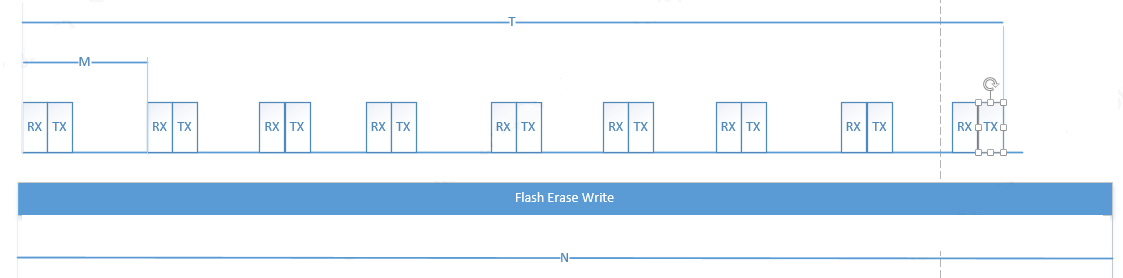 T
M
RX TX RX TX RX TX RX TX RX TX RX TX RX TX RX TX RX TX
Flash Erase Write
N